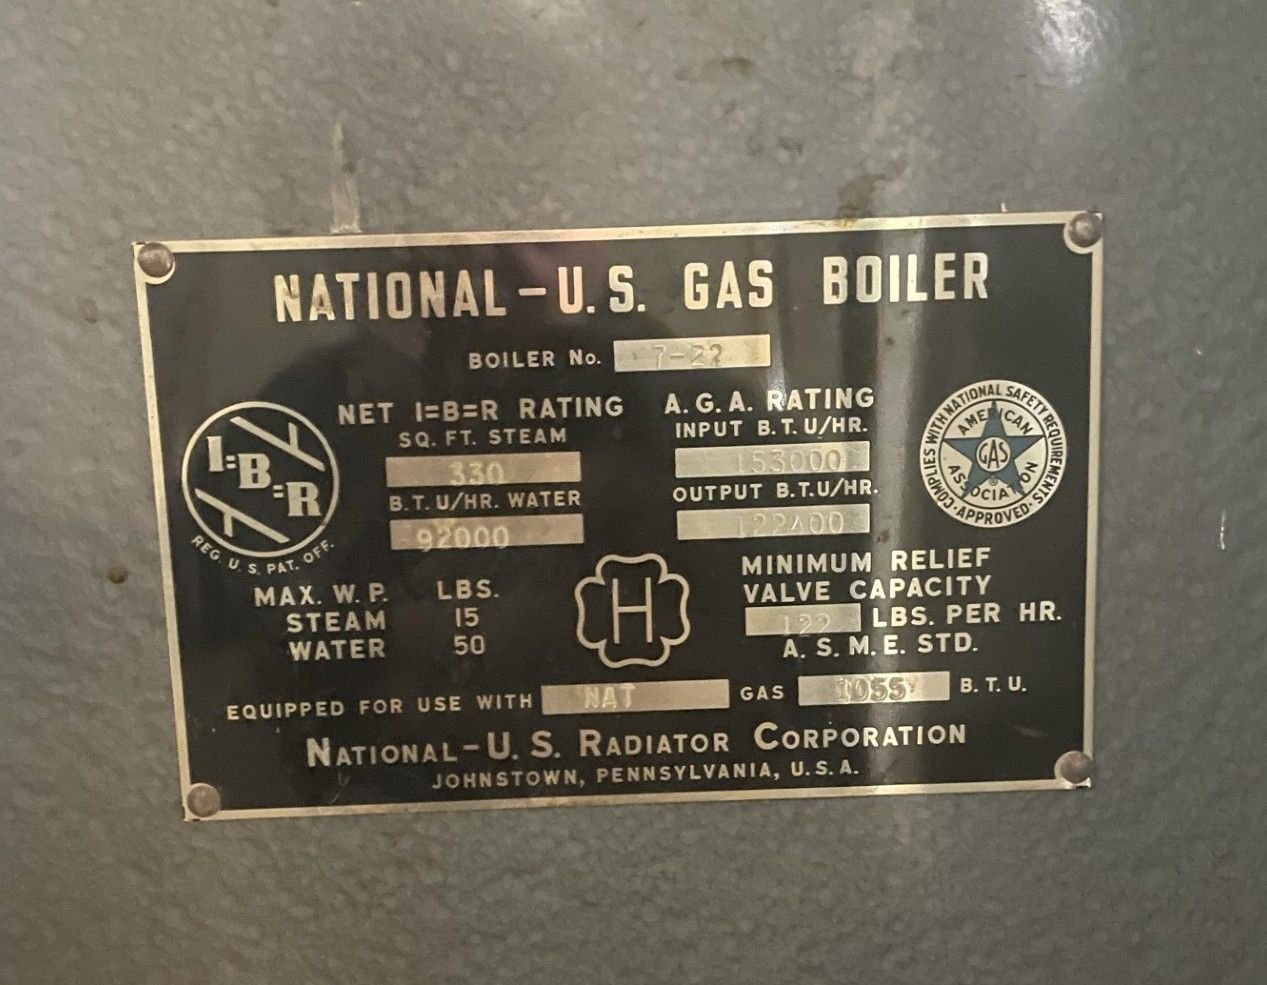 NATIONAL-U.S. GAS BOILER
BOILER No. 7-22
NET I=B=R RATING
SQ. FT. STEAM
330
B.T.U/HR. WATER
92000
A.G.A. RATING
INPUT B.T.U/HR.
153000
OUTPUT B.T.U/HR.
122400
I=B=R
REG. U.S. PAT. OFF.
AMERICAN GAS ASSOCIATION
COMPLIES WITH NATIONAL SAFETY REQUIREMENTS · APPROVED ·
MAX. W.P. LBS.
STEAM 15
WATER 50
H
MINIMUM RELIEF
VALVE CAPACITY
122 LBS. PER HR.
A.S.M.E. STD.
EQUIPPED FOR USE WITH NAT GAS 1055 B.T.U.
NATIONAL-U.S. RADIATOR CORPORATION
JOHNSTOWN, PENNSYLVANIA, U.S.A.